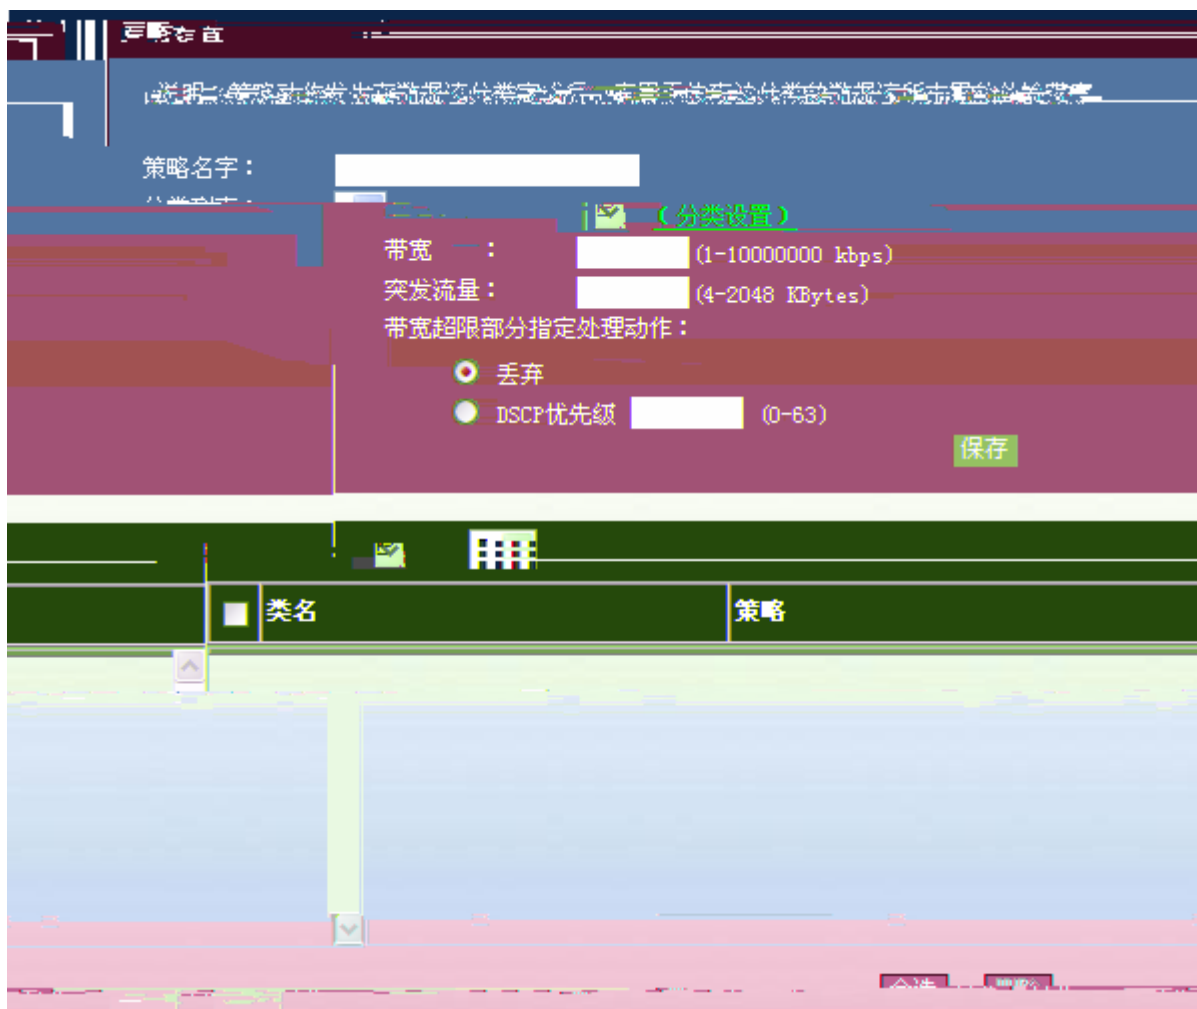 策略名字：
（分类设置）
带宽 ：
(1-10000000 kbps)
突发流量：
(4-2048 KBytes)
带宽超限部分指定处理动作：
丢弃
DSCP优先级
(0-63)
保存
类名
策略